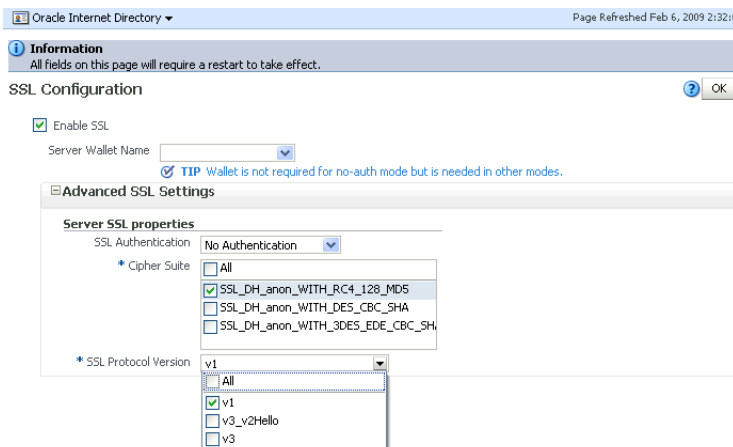 Oracle Internet Directory
Page Refreshed Feb 6, 2009 2:32:
Information
All fields on this page will require a restart to take effect.
SSL Configuration
OK
Enable SSL
Server Wallet Name
TIP Wallet is not required for no-auth mode but is needed in other modes.
Advanced SSL Settings
Server SSL properties
SSL Authentication No Authentication
* Cipher Suite All
SSL_DH_anon_WITH_RC4_128_MD5
SSL_DH_anon_WITH_DES_CBC_SHA
SSL_DH_anon_WITH_3DES_EDE_CBC_SH
* SSL Protocol Version v1
All
v1
v3_v2Hello
v3